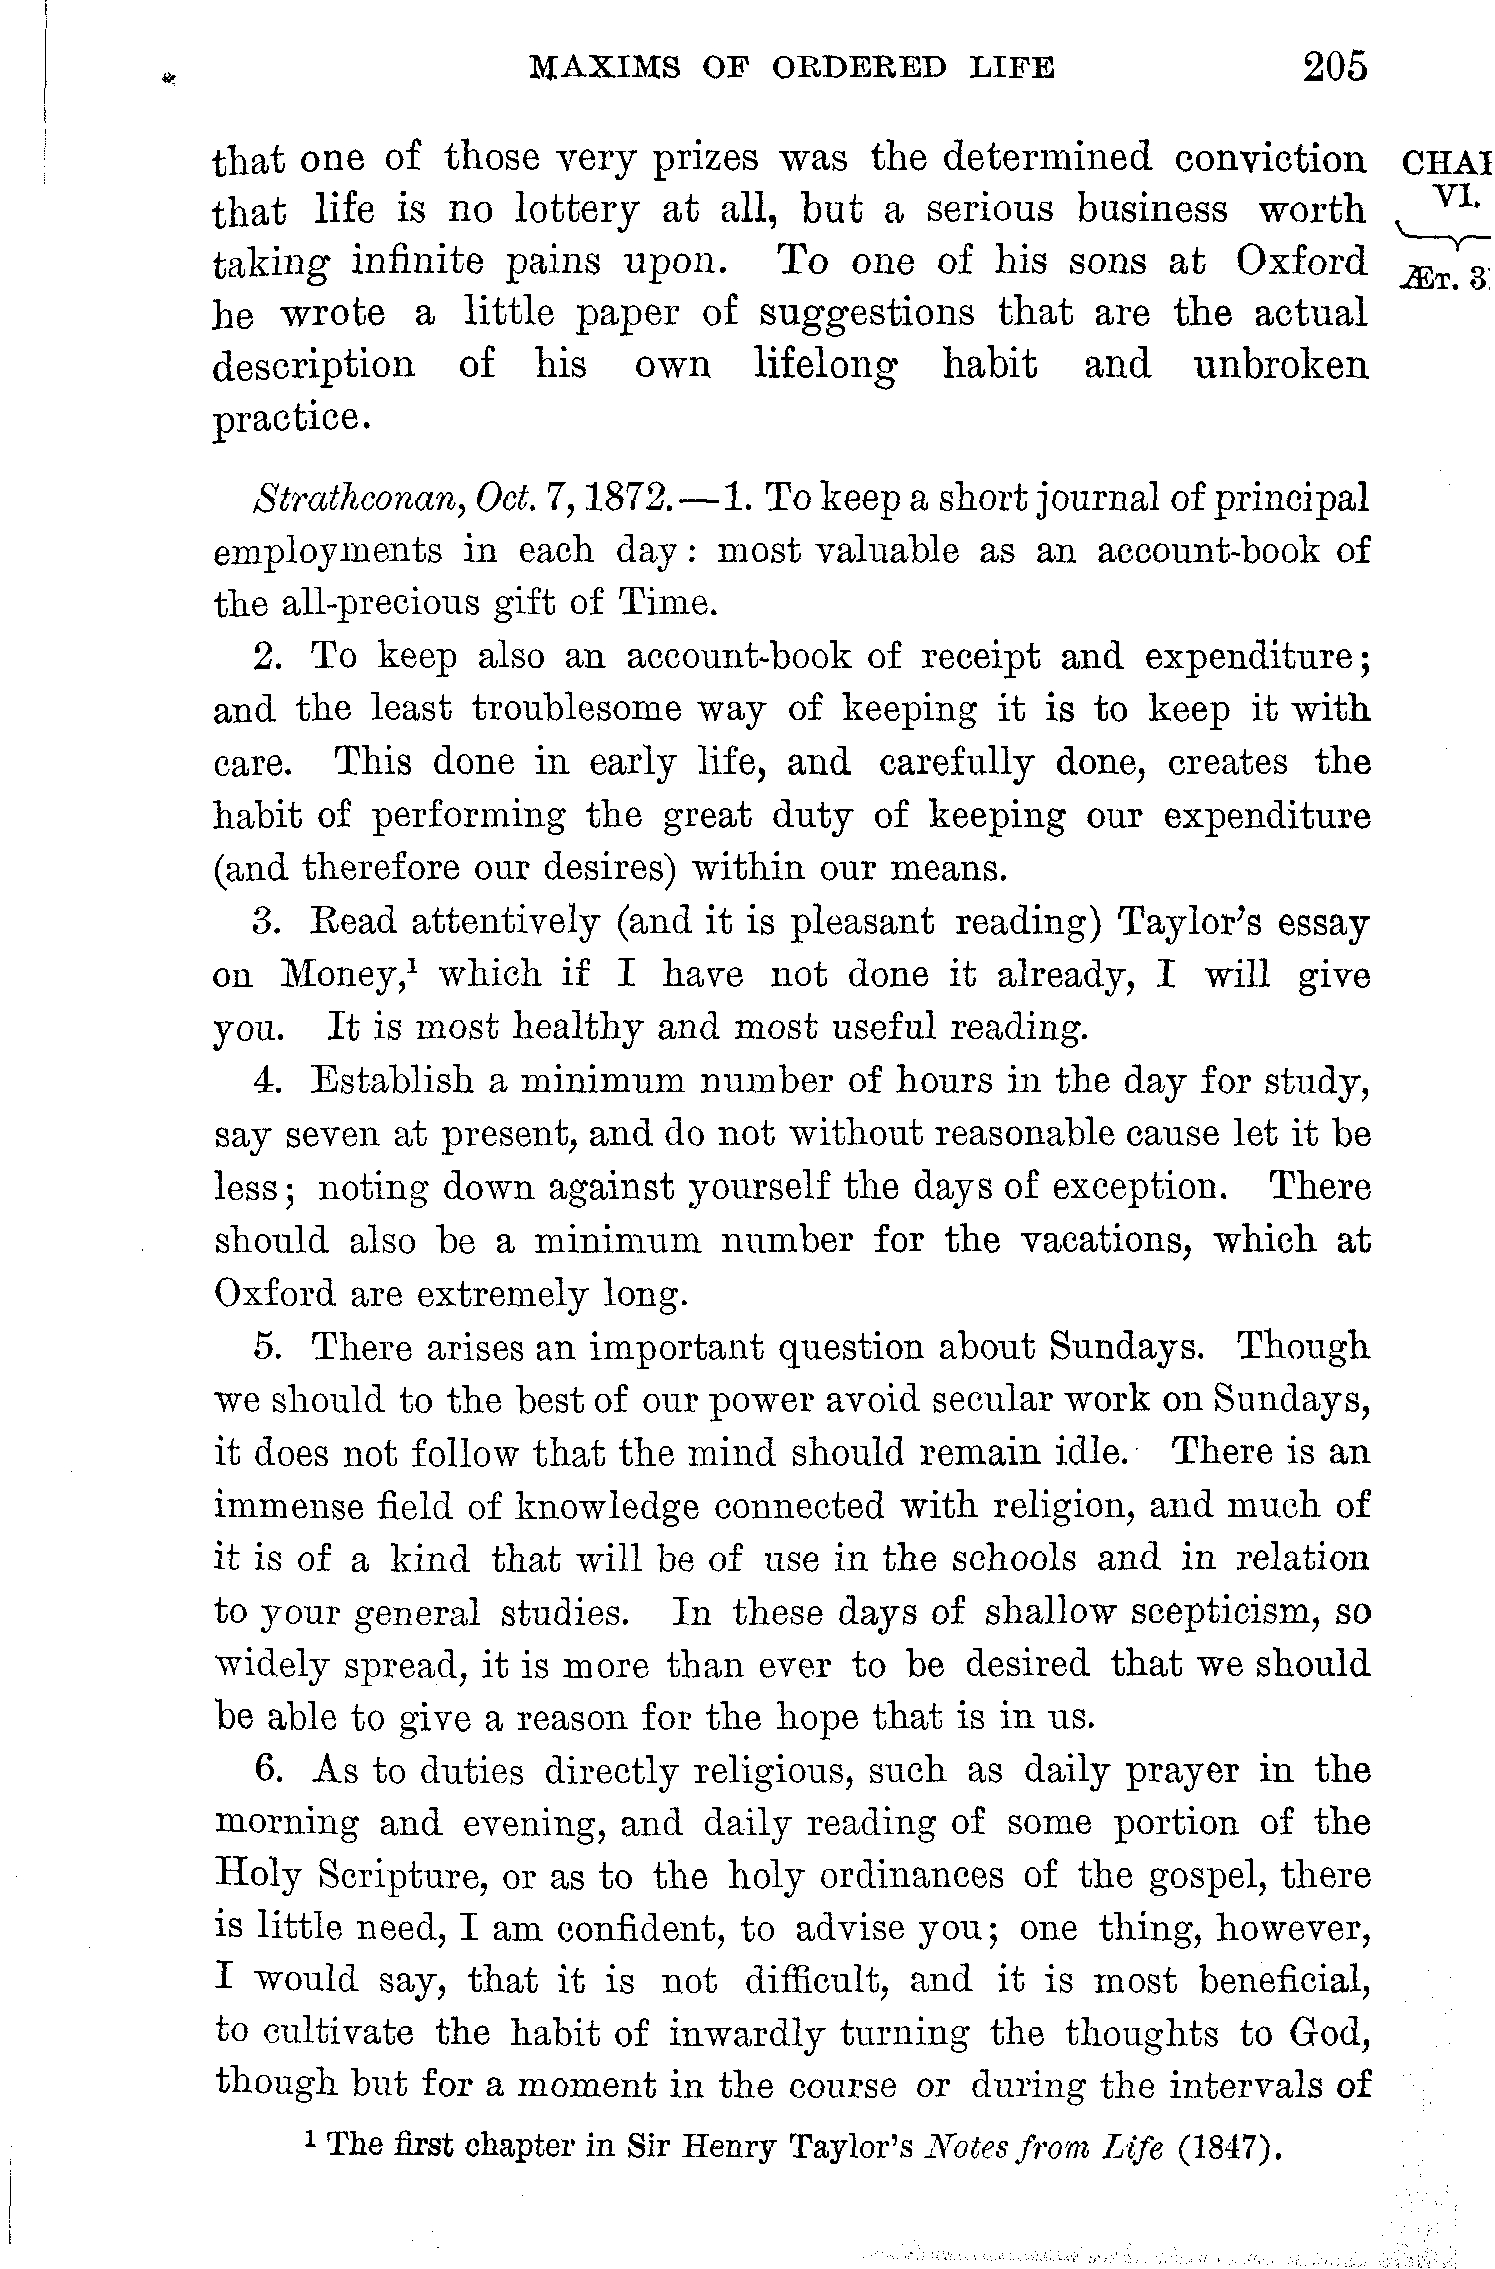 MAXIMS OF ORDERED LIFE 205
that one of those very prizes was the determined conviction
that life is no lottery at all, but a serious business worth
taking infinite pains upon. To one of his sons at Oxford
he wrote a little paper of suggestions that are the actual
description of his own lifelong habit and unbroken
practice.
CHAP
VI.
ÆT. 3
Strathconan, Oct. 7, 1872.—1. To keep a short journal of principal
employments in each day: most valuable as an account-book of
the all-precious gift of Time.
2. To keep also an account-book of receipt and expenditure;
and the least troublesome way of keeping it is to keep it with
care. This done in early life, and carefully done, creates the
habit of performing the great duty of keeping our expenditure
(and therefore our desires) within our means.
3. Read attentively (and it is pleasant reading) Taylor's essay
on Money,¹ which if I have not done it already, I will give
you. It is most healthy and most useful reading.
4. Establish a minimum number of hours in the day for study,
say seven at present, and do not without reasonable cause let it be
less; noting down against yourself the days of exception. There
should also be a minimum number for the vacations, which at
Oxford are extremely long.
5. There arises an important question about Sundays. Though
we should to the best of our power avoid secular work on Sundays,
it does not follow that the mind should remain idle. There is an
immense field of knowledge connected with religion, and much of
it is of a kind that will be of use in the schools and in relation
to your general studies. In these days of shallow scepticism, so
widely spread, it is more than ever to be desired that we should
be able to give a reason for the hope that is in us.
6. As to duties directly religious, such as daily prayer in the
morning and evening, and daily reading of some portion of the
Holy Scripture, or as to the holy ordinances of the gospel, there
is little need, I am confident, to advise you; one thing, however,
I would say, that it is not difficult, and it is most beneficial,
to cultivate the habit of inwardly turning the thoughts to God,
though but for a moment in the course or during the intervals of
¹ The first chapter in Sir Henry Taylor's Notes from Life (1847).